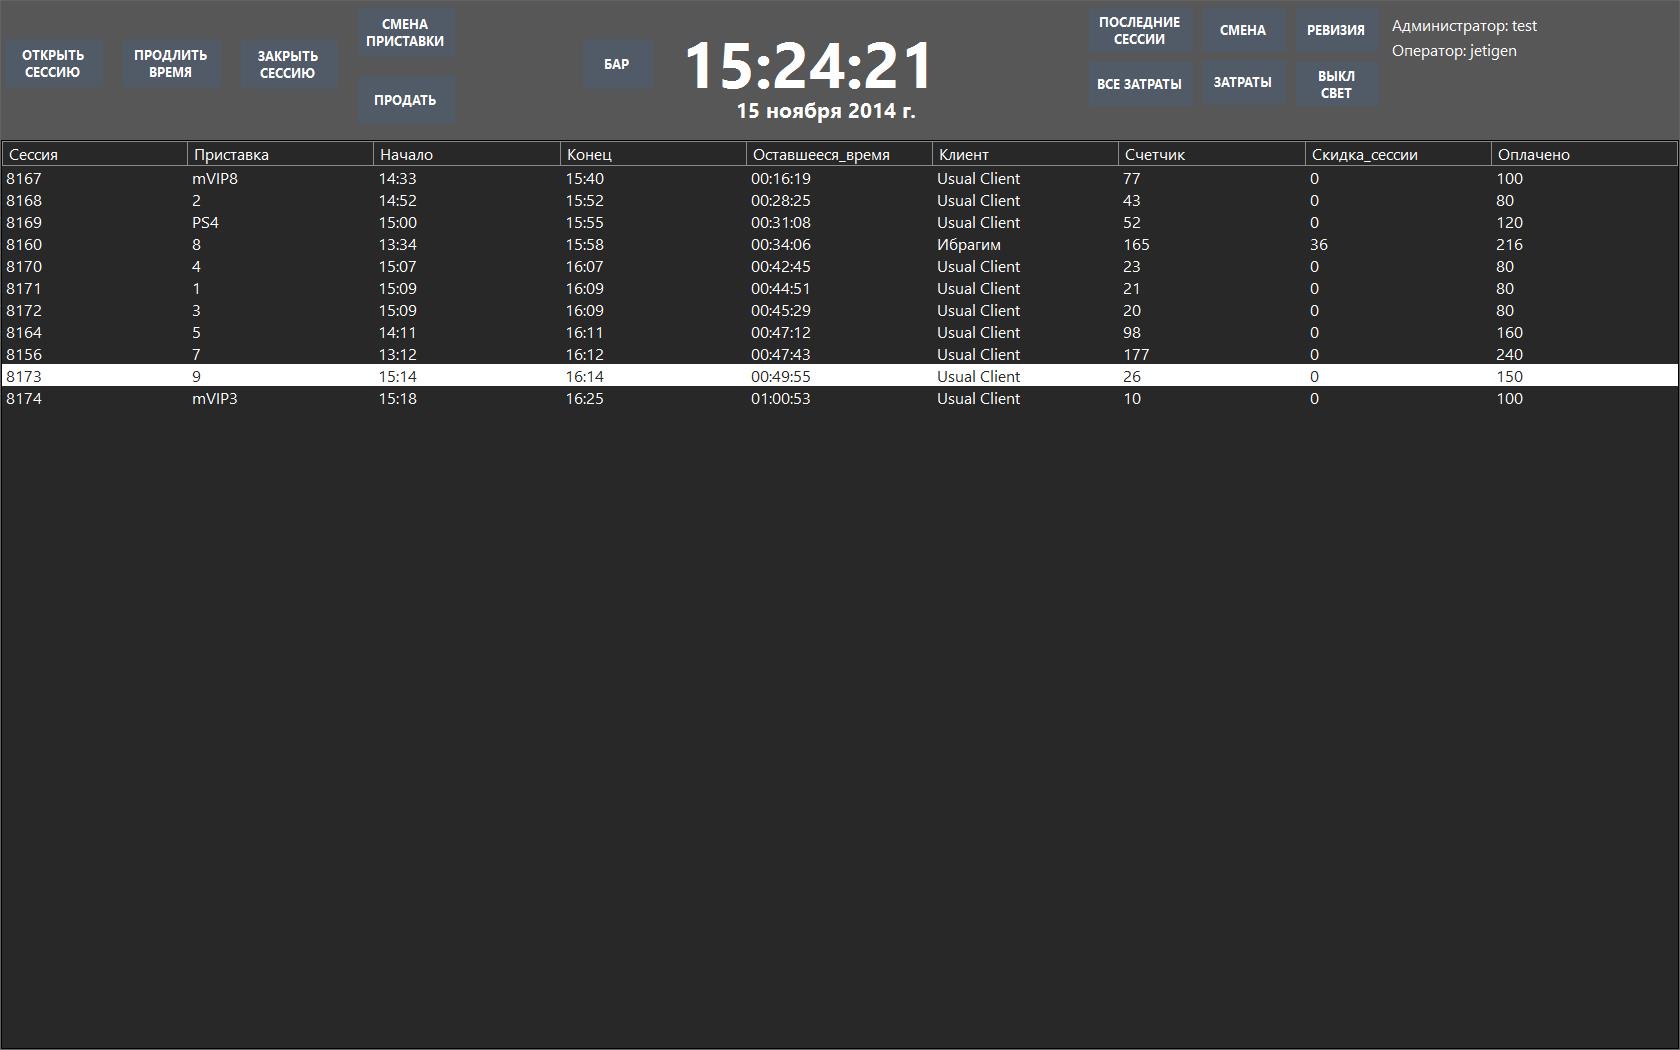 ОТКРЫТЬ
СЕССИЮ
ПРОДЛИТЬ
ВРЕМЯ
ЗАКРЫТЬ
СЕССИЮ
СМЕНА
ПРИСТАВКИ
ПРОДАТЬ
БАР
15:24:21
15 ноября 2014 г.
ПОСЛЕДНИЕ
СЕССИИ
СМЕНА
РЕВИЗИЯ
ВСЕ ЗАТРАТЫ
ЗАТРАТЫ
ВЫКЛ
СВЕТ
Администратор: test
Оператор: jetigen
Сессия Приставка Начало Конец Оставшееся_время Клиент Счетчик Скидка_сессии Оплачено
8167 mVIP8 14:33 15:40 00:16:19 Usual Client 77 0 100
8168 2 14:52 15:52 00:28:25 Usual Client 43 0 80
8169 PS4 15:00 15:55 00:31:08 Usual Client 52 0 120
8160 8 13:34 15:58 00:34:06 Ибрагим 165 36 216
8170 4 15:07 16:07 00:42:45 Usual Client 23 0 80
8171 1 15:09 16:09 00:44:51 Usual Client 21 0 80
8172 3 15:09 16:09 00:45:29 Usual Client 20 0 80
8164 5 14:11 16:11 00:47:12 Usual Client 98 0 160
8156 7 13:12 16:12 00:47:43 Usual Client 177 0 240
8173 9 15:14 16:14 00:49:55 Usual Client 26 0 150
8174 mVIP3 15:18 16:25 01:00:53 Usual Client 10 0 100